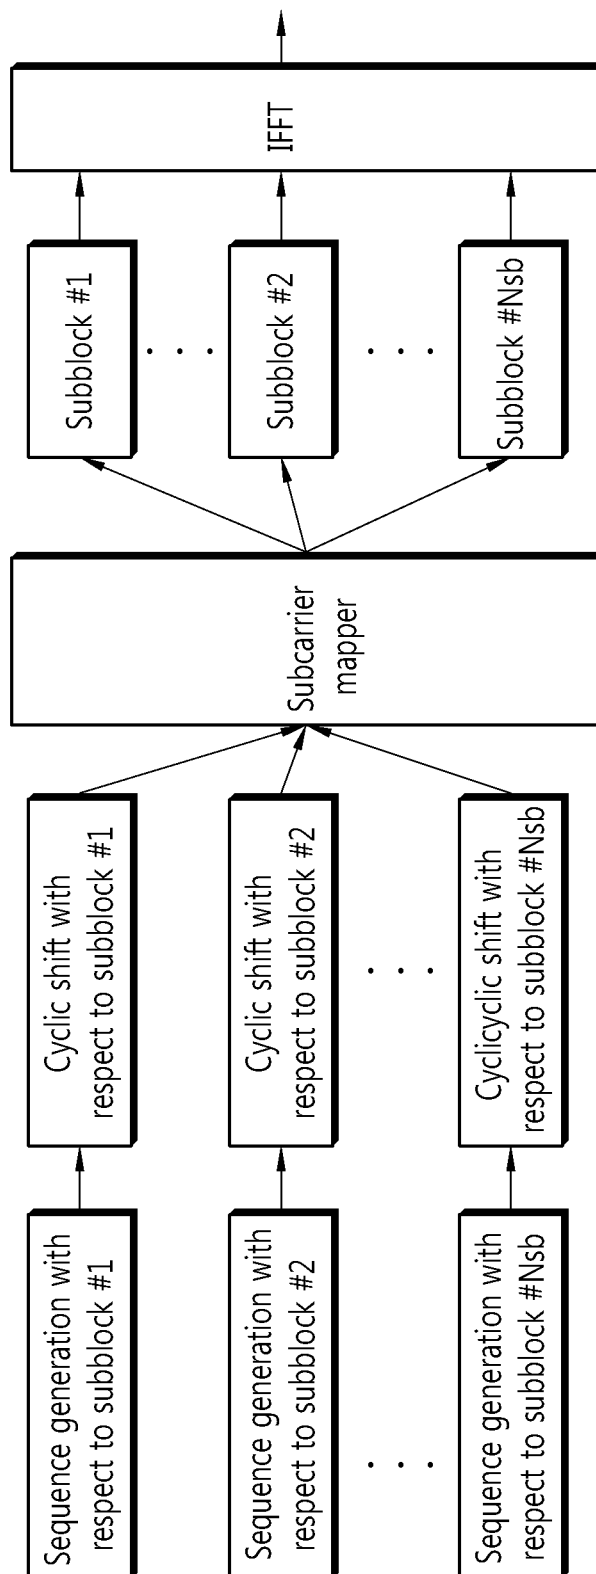 Sequence generation with
respect to subblock #1
Sequence generation with
respect to subblock #2
Sequence generation with
respect to subblock #Nsb
Cyclic shift with
respect to subblock #1
Cyclic shift with
respect to subblock #2
Cyclicyclic shift with
respect to subblock #Nsb
Subcarrier
mapper
Subblock #1
Subblock #2
Subblock #Nsb
IFFT